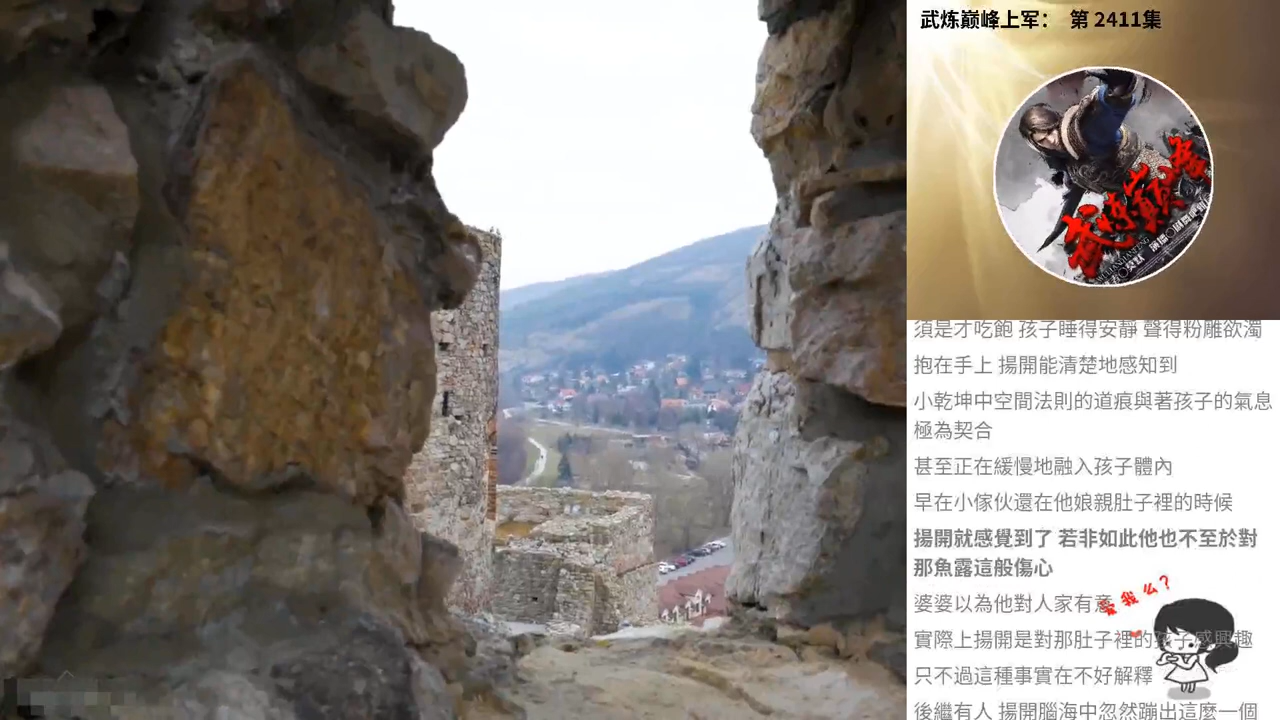 武炼巅峰上军： 第 2411集
須是才吃飽 孩子睡得安靜 聲得粉雕欲濁
抱在手上 揚開能清楚地感知到
小乾坤中空間法則的道痕與著孩子的氣息
極為契合
甚至正在緩慢地融入孩子體內
早在小傢伙還在他娘親肚子裡的時候
揚開就感覺到了 若非如此他也不至於對
那魚露這般傷心
婆婆以為他對人家有意
爱我么?
實際上揚開是對那肚子裡的孩子感興趣
只不過這種事實在不好解釋
後繼有人 揚開腦海中忽然蹦出這麼一個